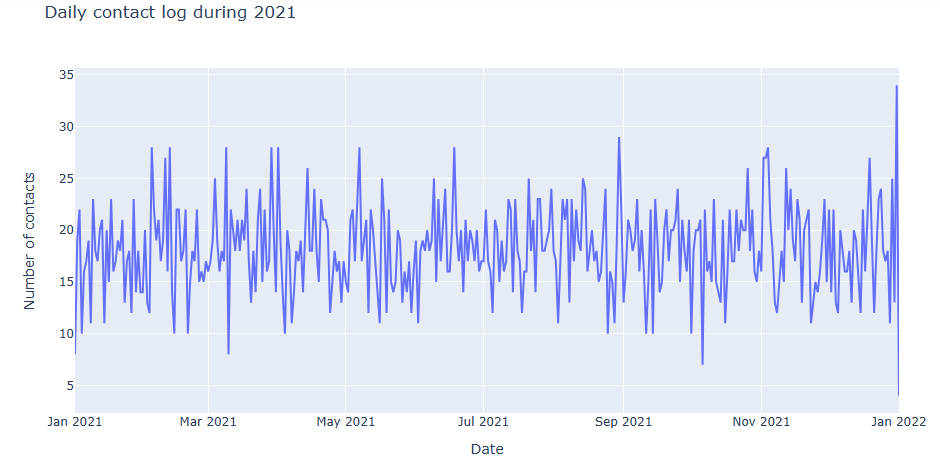 Daily contact log during 2021
Number of contacts
35
30
25
20
15
10
5
Jan 2021 Mar 2021 May 2021 Jul 2021 Sep 2021 Nov 2021 Jan 2022
Date